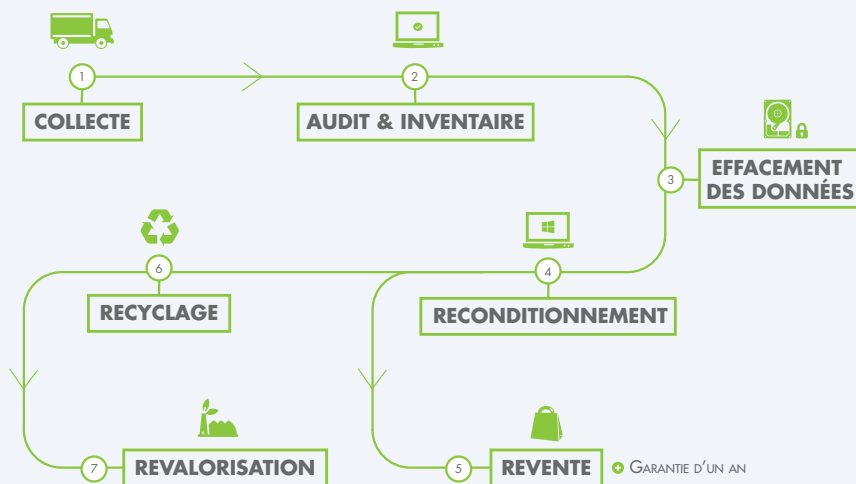 1
COLLECTE
2
AUDIT & INVENTAIRE
3
EFFACEMENT
DES DONNÉES
4
RECONDITIONNEMENT
6
RECYCLAGE
5
REVENTE
GARANTIE D'UN AN
7
REVALORISATION